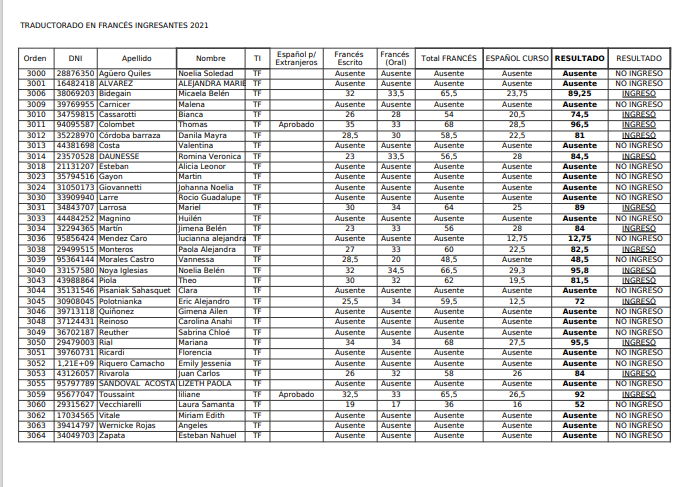 TRADUCTORADO EN FRANCÉS INGRESANTES 2021
Orden DNI Apellido Nombre TI Español p/ Extranjeros Francés Escrito Francés (Oral) Total FRANCÉS ESPAÑOL CURSO RESULTADO RESULTADO
3000 28876350 Agüero Quiles Noelia Soledad TF Ausente Ausente Ausente Ausente Ausente NO INGRESO
3001 16482418 ALVAREZ ALEJANDRA MARIE TF Ausente Ausente Ausente Ausente Ausente NO INGRESO
3006 38069203 Bidegain Micaela Belén TF 32 33,5 65,5 23,75 89,25 INGRESÓ
3009 39769955 Carnicer Malena TF Ausente Ausente Ausente Ausente Ausente NO INGRESO
3010 34759815 Cassarotti Bianca TF 26 28 54 20,5 74,5 INGRESÓ
3011 94095587 Colombet Thomas TF Aprobado 35 33 68 28,5 96,5 INGRESÓ
3012 35228970 Córdoba barraza Danila Mayra TF 28,5 30 58,5 22,5 81 INGRESÓ
3013 44381698 Costa Valentina TF Ausente Ausente Ausente Ausente Ausente NO INGRESO
3014 23570528 DAUNESSE Romina Veronica TF 23 33,5 56,5 28 84,5 INGRESÓ
3018 21131207 Esteban Alicia Leonor TF Ausente Ausente Ausente Ausente Ausente NO INGRESO
3023 35794516 Gayon Martin TF Ausente Ausente Ausente Ausente Ausente NO INGRESO
3024 31050173 Giovannetti Johanna Noelia TF Ausente Ausente Ausente Ausente Ausente NO INGRESO
3030 33909940 Larre Rocio Guadalupe TF Ausente Ausente Ausente Ausente Ausente NO INGRESO
3031 34843707 Larrosa Mariel TF 30 34 64 25 89 INGRESÓ
3033 44484252 Magnino Huilén TF Ausente Ausente Ausente Ausente Ausente NO INGRESO
3034 32294365 Martín Jimena Belén TF 23 33 56 28 84 INGRESÓ
3036 95856424 Mendez Caro lucianna alejandra TF Ausente Ausente Ausente 12,75 12,75 NO INGRESO
3038 29499515 Monteros Paola Alejandra TF 27 33 60 22,5 82,5 INGRESÓ
3039 95364144 Morales Castro Vannessa TF 28,5 20 48,5 Ausente 48,5 NO INGRESO
3040 33157580 Noya Iglesias Noelia Belén TF 32 34,5 66,5 29,3 95,8 INGRESÓ
3043 43988864 Piola Theo TF 30 32 62 19,5 81,5 INGRESÓ
3044 35131546 Pisaniak Sahasquet Clara TF Ausente Ausente Ausente Ausente Ausente NO INGRESO
3045 30908045 Polotnianka Eric Alejandro TF 25,5 34 59,5 12,5 72 INGRESÓ
3046 39713118 Quiñonez Gimena Ailen TF Ausente Ausente Ausente Ausente Ausente NO INGRESO
3048 37124431 Reinoso Carolina Anahi TF Ausente Ausente Ausente Ausente Ausente NO INGRESO
3049 36702187 Reuther Sabrina Chloé TF Ausente Ausente Ausente Ausente Ausente NO INGRESO
3050 29479003 Rial Mariana TF 34 34 68 27,5 95,5 INGRESÓ
3051 39760731 Ricardi Florencia TF Ausente Ausente Ausente Ausente Ausente NO INGRESO
3052 1,21E+09 Riquero Camacho Emily Jessenia TF Ausente Ausente Ausente Ausente Ausente NO INGRESO
3053 43126057 Rivarola Juan Carlos TF 26 32 58 26 84 INGRESÓ
3055 95797789 SANDOVAL ACOSTA LIZETH PAOLA TF Ausente Ausente Ausente Ausente Ausente NO INGRESO
3059 95677047 Toussaint liliane TF Aprobado 32,5 33 65,5 26,5 92 INGRESÓ
3060 29315627 Vecchiarelli Laura Samanta TF 19 17 36 16 52 NO INGRESO
3062 17034565 Vitale Miriam Edith TF Ausente Ausente Ausente Ausente Ausente NO INGRESO
3063 39414797 Wernicke Rojas Angeles TF Ausente Ausente Ausente Ausente Ausente NO INGRESO
3064 34049703 Zapata Esteban Nahuel TF Ausente Ausente Ausente Ausente Ausente NO INGRESO